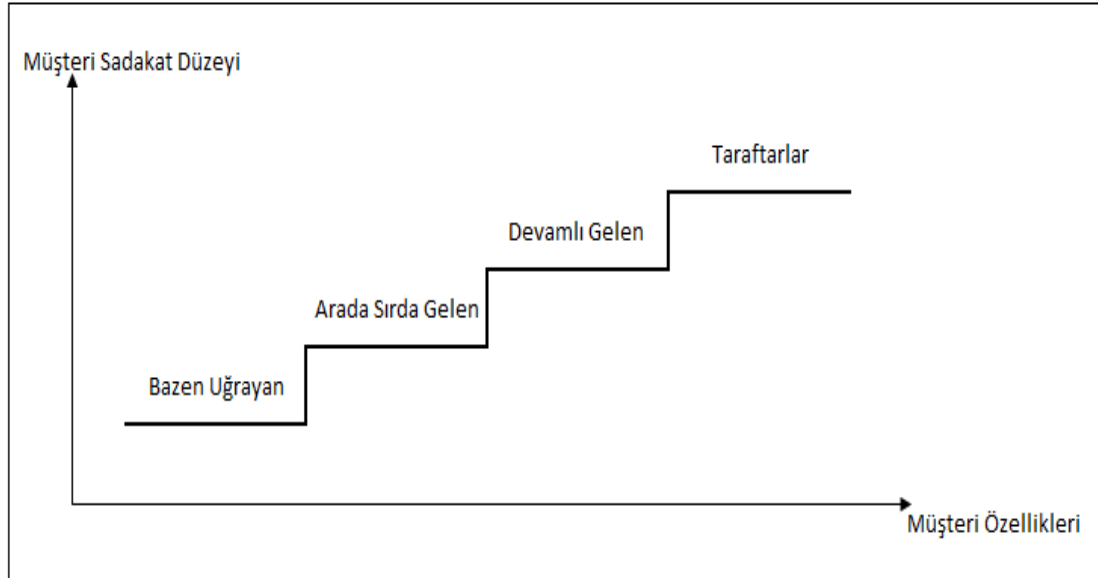 Müşteri Sadakat Düzeyi
Taraftarlar
Devamlı Gelen
Arada Sırda Gelen
Bazen Uğrayan
Müşteri Özellikleri